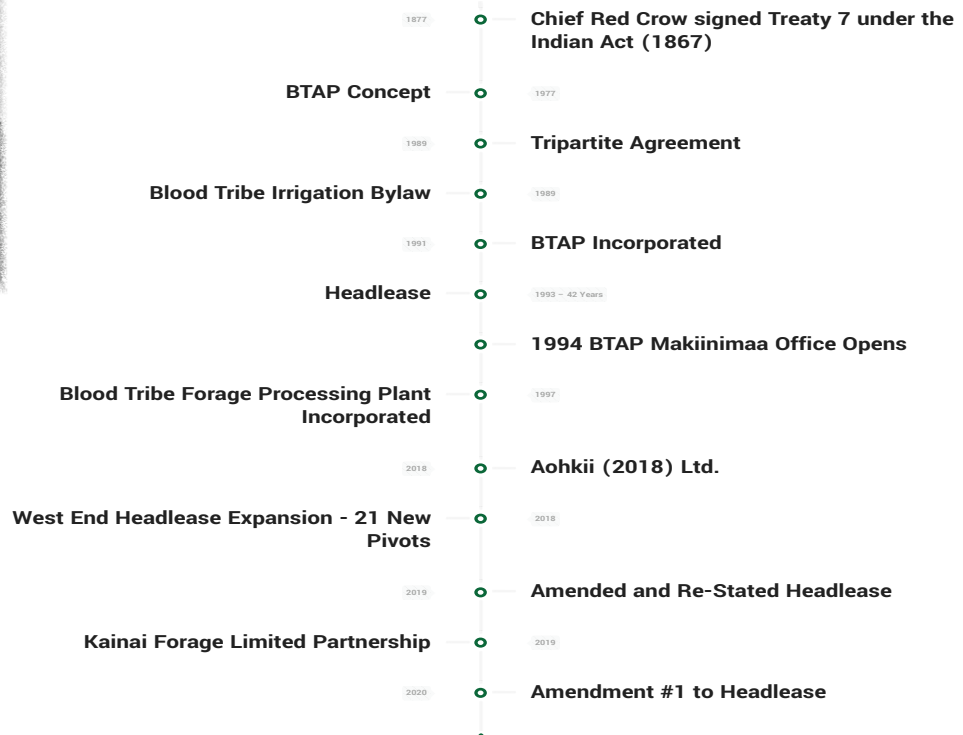 1877
Chief Red Crow signed Treaty 7 under the
Indian Act (1867)
BTAP Concept
1977
1989
Tripartite Agreement
Blood Tribe Irrigation Bylaw
1989
1991
BTAP Incorporated
Headlease
1993 – 42 Years
1994 BTAP Makiinimaa Office Opens
Blood Tribe Forage Processing Plant
Incorporated
1997
2018
Aohkii (2018) Ltd.
West End Headlease Expansion - 21 New
Pivots
2018
2019
Amended and Re-Stated Headlease
Kainai Forage Limited Partnership
2019
2020
Amendment #1 to Headlease